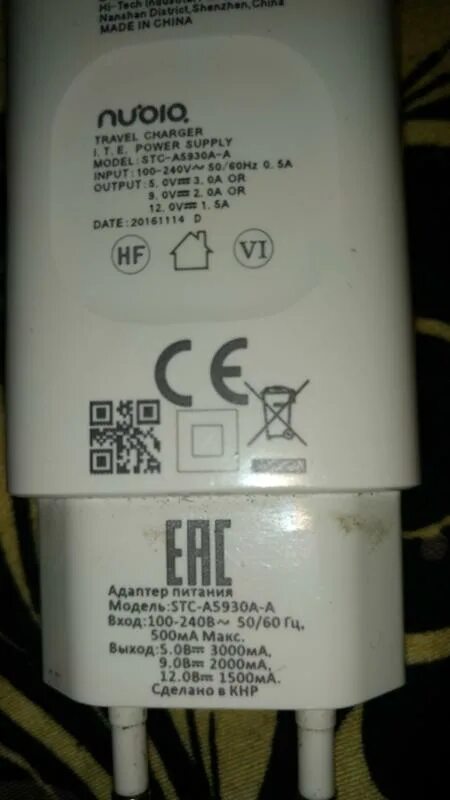 Hi-Tech Industrial
Nanshan District, Shenzhen, China
MADE IN CHINA
nubia
TRAVEL CHARGER
I.T.E. POWER SUPPLY
MODEL: STC-A5930A-A
INPUT: 100-240V~ 50/60Hz 0.5A
OUTPUT: 5.0V⎓3.0A OR
9.0V⎓2.0A OR
12.0V⎓1.5A
DATE: 20161114 D
HF
VI
CE
EAC
Адаптер питания
Модель:STC-A5930A-A
Вход:100-240В~ 50/60 Гц,
500мА Макс.
Выход:5.0В⎓ 3000мА,
9.0В⎓ 2000мА,
12.0В⎓ 1500мА.
Сделано в КНР